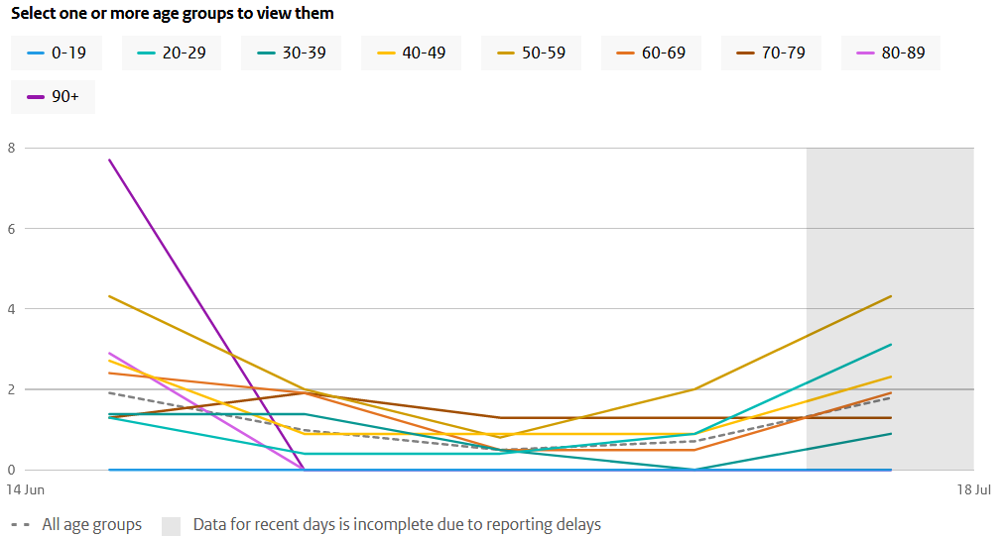 Select one or more age groups to view them
0-19 20-29 30-39 40-49 50-59 60-69 70-79 80-89
90+
8
6
4
2
0
14 Jun 18 Jul
All age groups Data for recent days is incomplete due to reporting delays